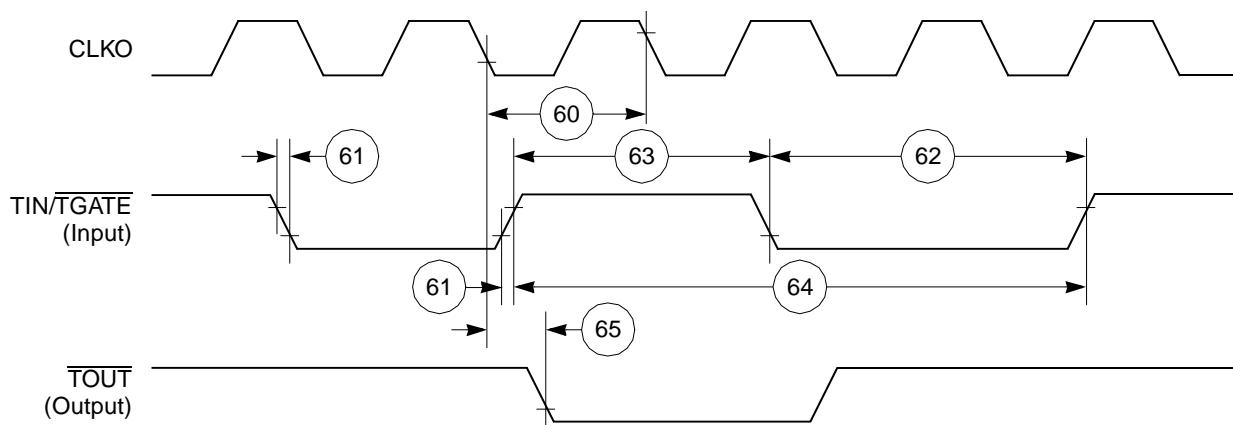 CLKO
60
61
63
62
TIN/TGATE
(Input)
61
64
65
TOUT
(Output)